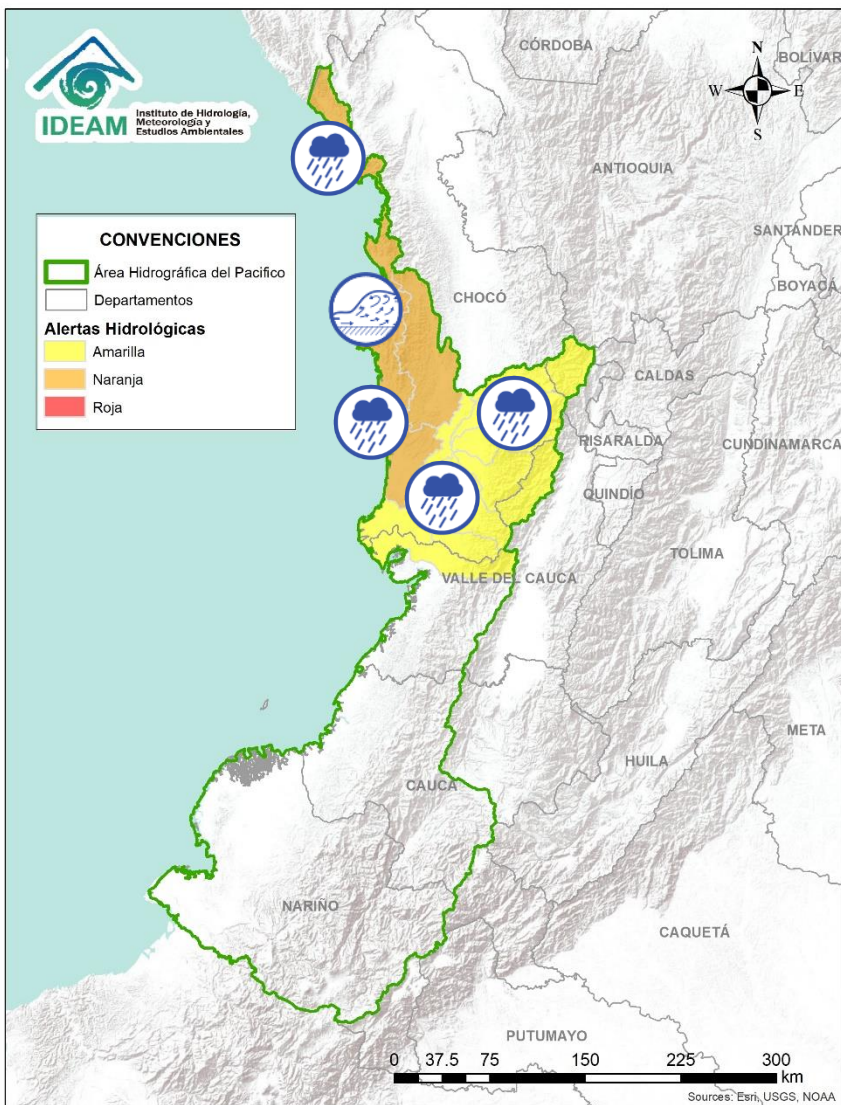 IDEAM
Instituto de Hidrología,
Meteorología y
Estudios Ambientales
CONVENCIONES
Área Hidrográfica del Pacifico
Departamentos
Alertas Hidrológicas
Amarilla
Naranja
Roja
N
W
E
S
CÓRDOBA
BOLÍVAR
ANTIOQUIA
SANTANDER
BOYACÁ
CHOCÓ
CALDAS
RISARALDA
CUNDINAMARCA
QUINDÍO
TOLIMA
VALLE DEL CAUCA
META
HUILA
CAUCA
NARIÑO
CAQUETÁ
PUTUMAYO
0 37.5 75 150 225 300
km
Sources: Esri, USGS, NOAA